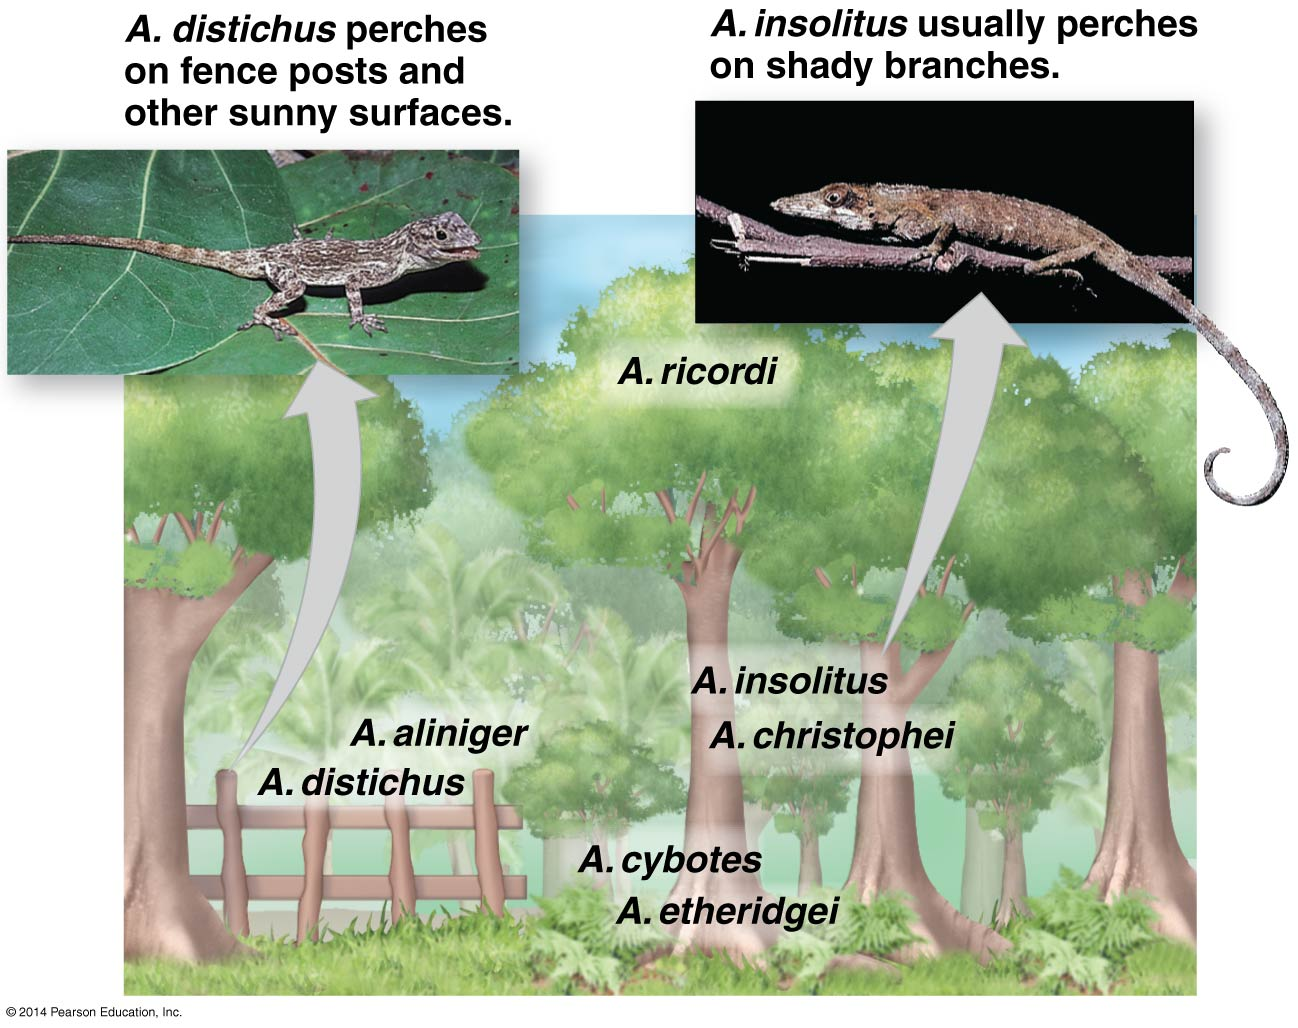 A. distichus perches
on fence posts and
other sunny surfaces.
A. insolitus usually perches
on shady branches.
A. ricordi
A. insolitus
A. christophei
A. aliniger
A. distichus
A. cybotes
A. etheridgei
© 2014 Pearson Education, Inc.